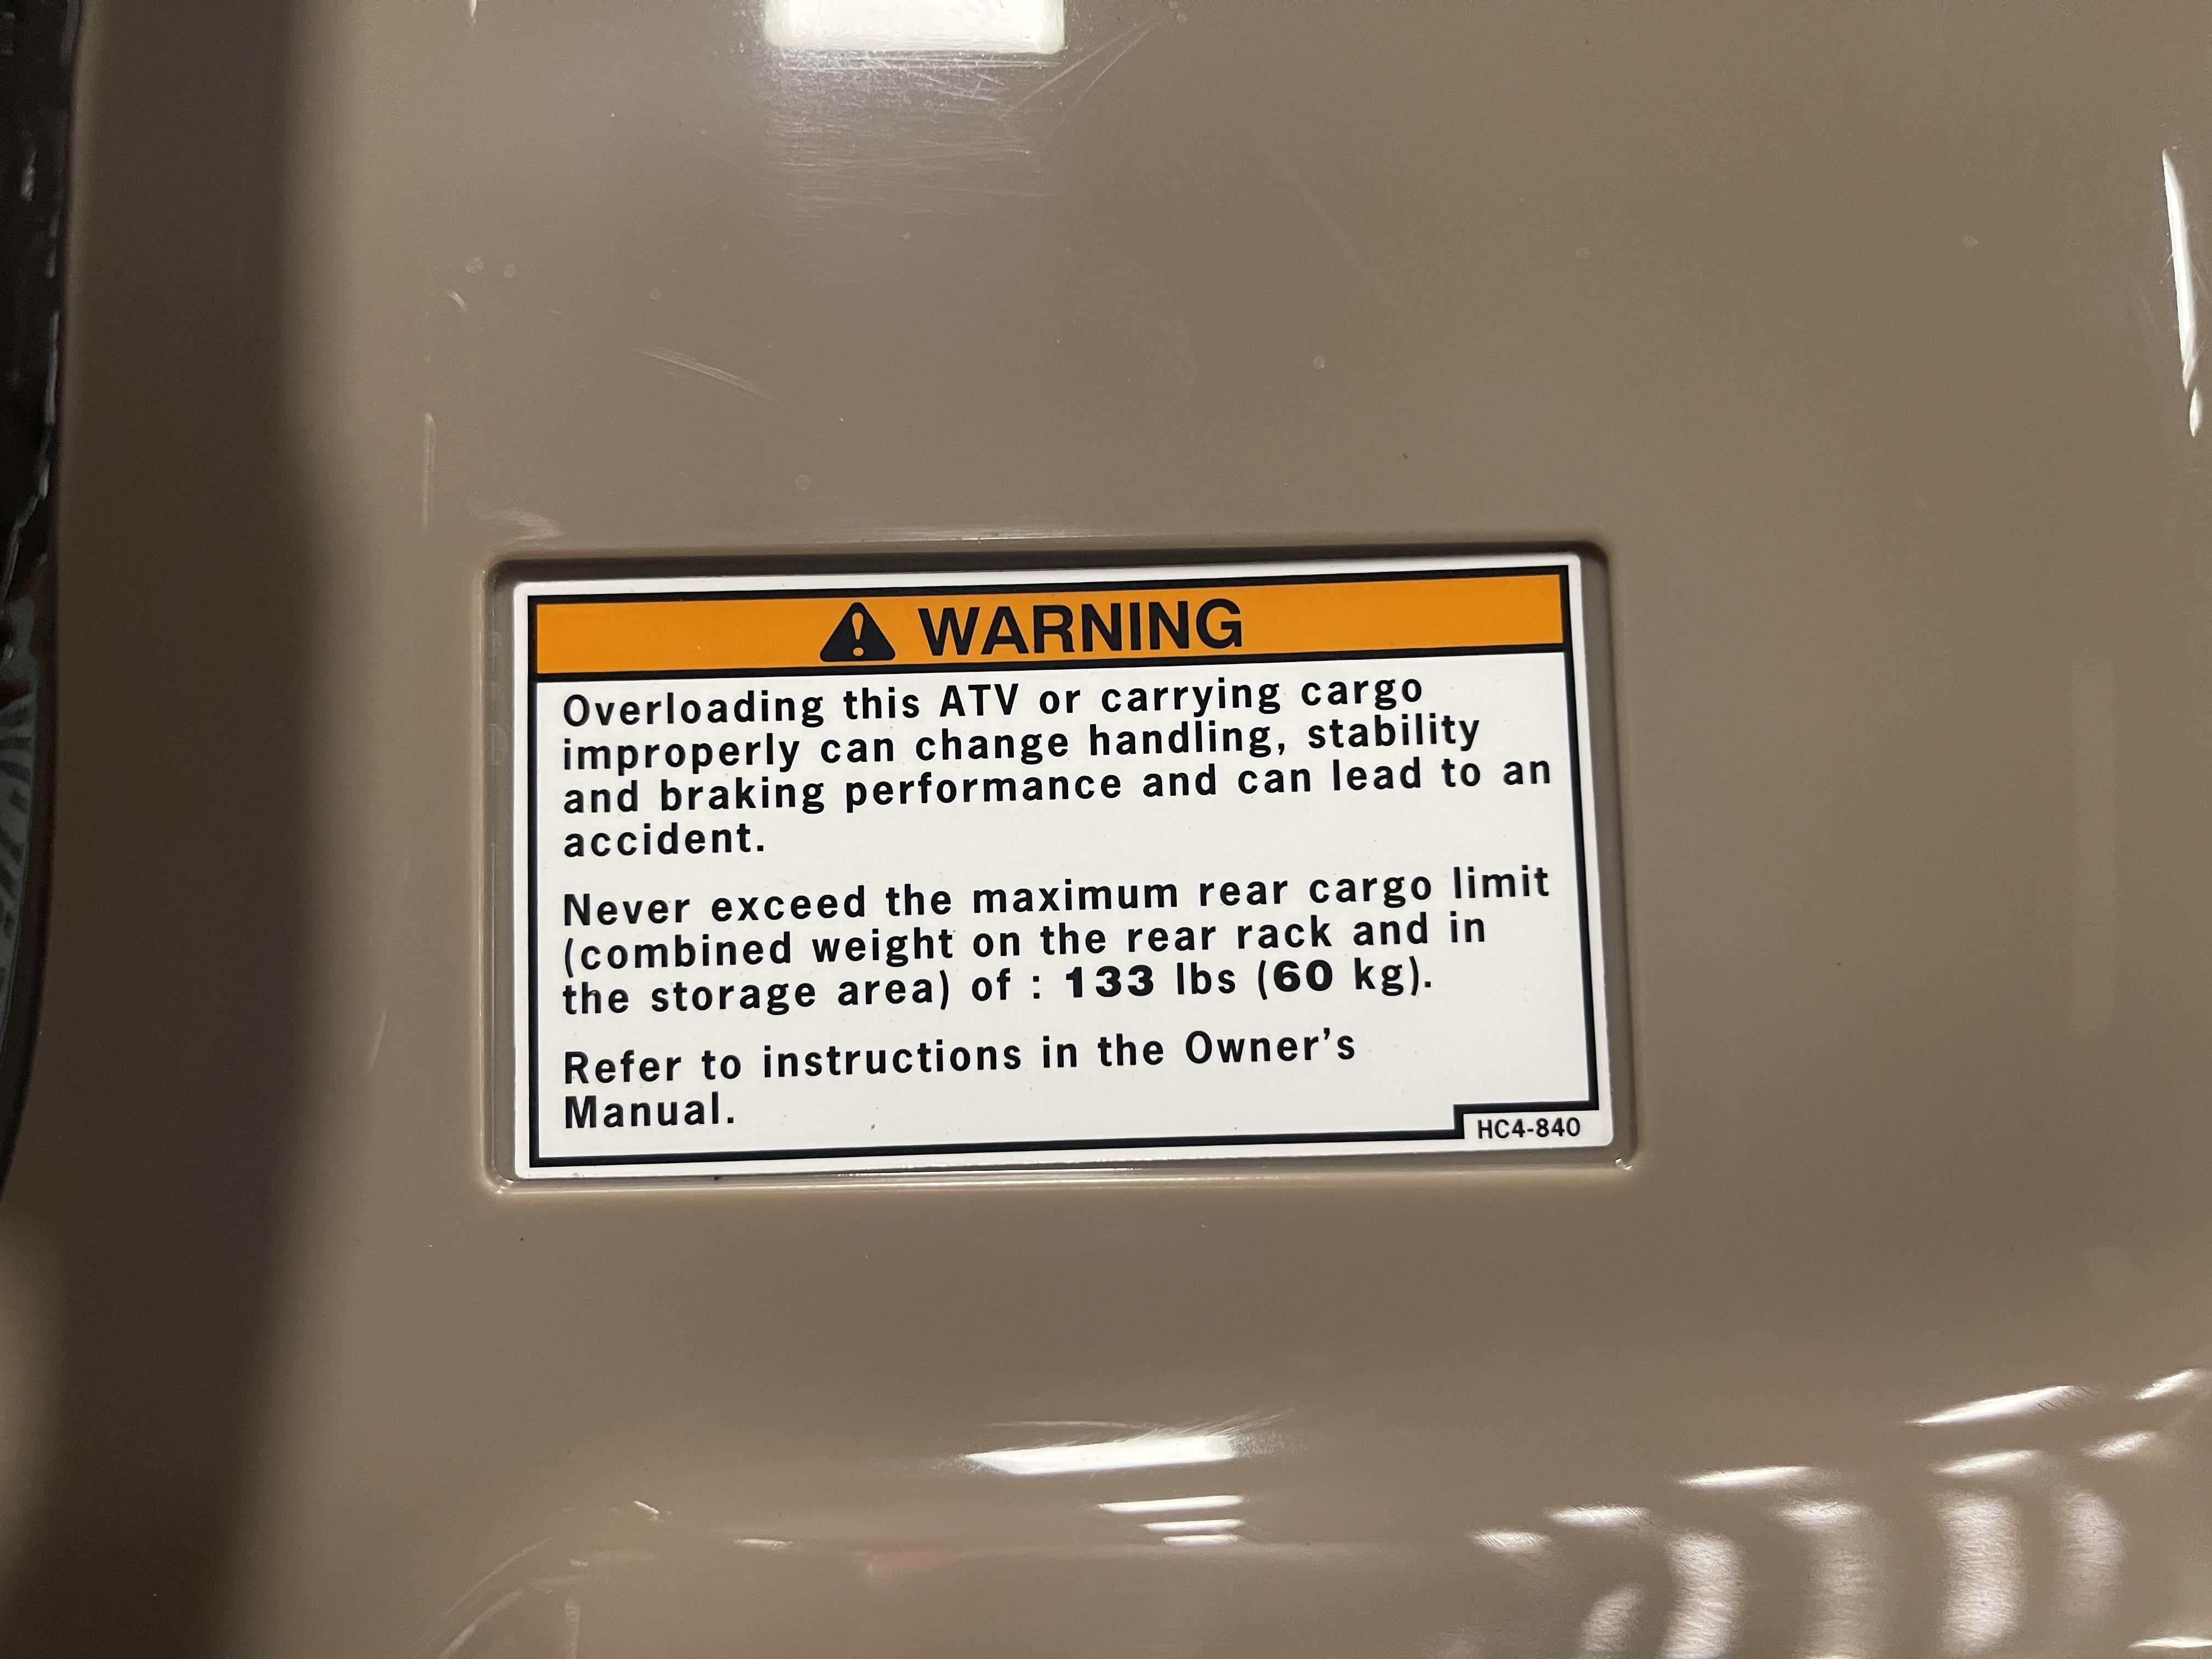 WARNING
Overloading this ATV or carrying cargo
improperly can change handling, stability
and braking performance and can lead to an
accident.
Never exceed the maximum rear cargo limit
(combined weight on the rear rack and in
the storage area) of : 133 lbs (60 kg).
Refer to instructions in the Owner's
Manual.
HC4-840